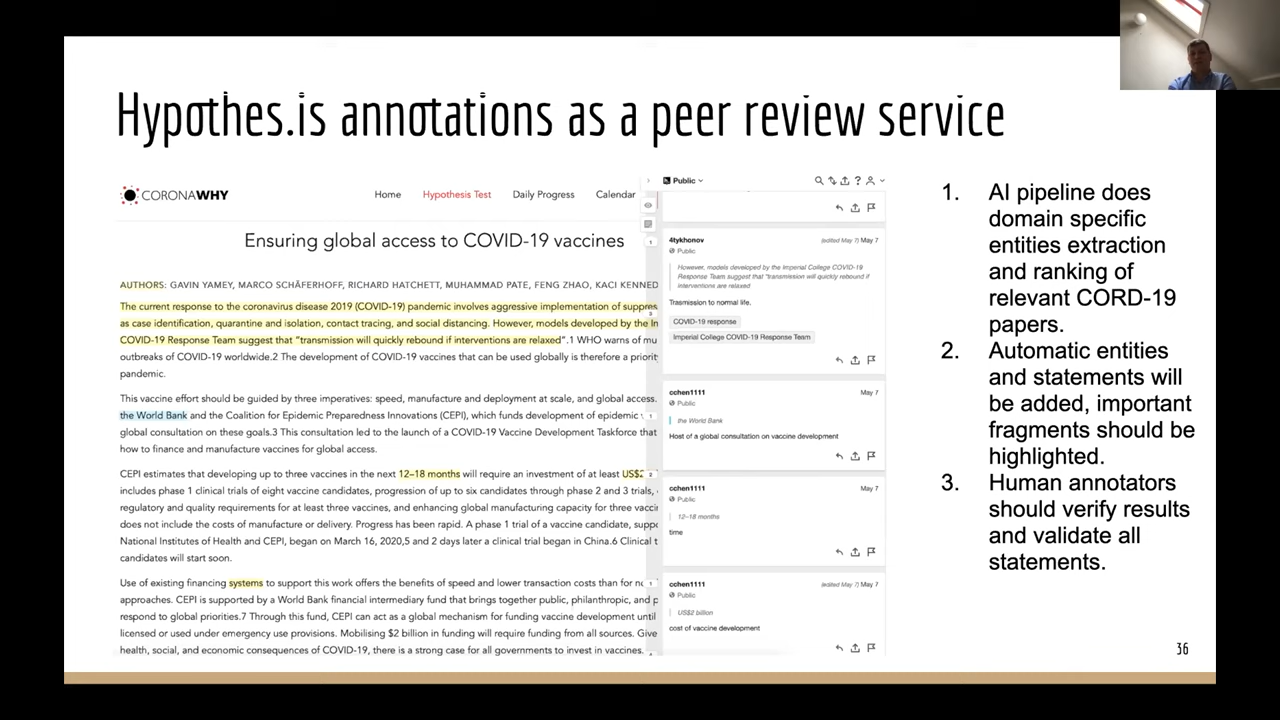 Hypothes.is annotations as a peer review service
CORONAWHY
Home Hypothesis Test Daily Progress Calendar
Ensuring global access to COVID-19 vaccines
AUTHORS: GAVIN YAMEY, MARCO SCHÄFERHOFF, RICHARD HATCHETT, MUHAMMAD PATE, FENG ZHAO, KACI KENNED
The current response to the coronavirus disease 2019 (COVID-19) pandemic involves aggressive implementation of suppres
as case identification, quarantine and isolation, contact tracing, and social distancing. However, models developed by the In
COVID-19 Response Team suggest that "transmission will quickly rebound if interventions are relaxed".1 WHO warns of mu
outbreaks of COVID-19 worldwide.2 The development of COVID-19 vaccines that can be used globally is therefore a priorit
pandemic.
This vaccine effort should be guided by three imperatives: speed, manufacture and deployment at scale, and global access.
the World Bank and the Coalition for Epidemic Preparedness Innovations (CEPI), which funds development of epidemic
global consultation on these goals.3 This consultation led to the launch of a COVID-19 Vaccine Development Taskforce that
how to finance and manufacture vaccines for global access.
CEPI estimates that developing up to three vaccines in the next 12–18 months will require an investment of at least US$2
includes phase 1 clinical trials of eight vaccine candidates, progression of up to six candidates through phase 2 and 3 trials,
regulatory and quality requirements for at least three vaccines, and enhancing global manufacturing capacity for three vacci
does not include the costs of manufacture or delivery. Progress has been rapid. A phase 1 trial of a vaccine candidate, suppo
National Institutes of Health and CEPI, began on March 16, 2020,5 and 2 days later a clinical trial began in China.6 Clinical t
candidates will start soon.
Use of existing financing systems to support this work offers the benefits of speed and lower transaction costs than for ne
approaches. CEPI is supported by a World Bank financial intermediary fund that brings together public, philanthropic, and p
respond to global priorities.7 Through this fund, CEPI can act as a global mechanism for funding vaccine development until
licensed or used under emergency use provisions. Mobilising $2 billion in funding will require funding from all sources. Give
health, social, and economic consequences of COVID-19, there is a strong case for all governments to invest in vaccines.
Public
1
3
1
2
1
4tykhonov (edited May 7) May 7
Public
However, models developed by the Imperial College COVID-19
Response Team suggest that "transmission will quickly rebound if
interventions are relaxed
Trasmission to normal life.
COVID-19 response
Imperial College COVID-19 Response Team
cchen1111 May 7
Public
the World Bank
Host of a global consultation on vaccine development
cchen1111 May 7
Public
12–18 months
time
cchen1111 (edited May 7) May 7
Public
US$2 billion
cost of vaccine development
1. AI pipeline does
domain specific
entities extraction
and ranking of
relevant CORD-19
papers.
2. Automatic entities
and statements will
be added, important
fragments should be
highlighted.
3. Human annotators
should verify results
and validate all
statements.
36